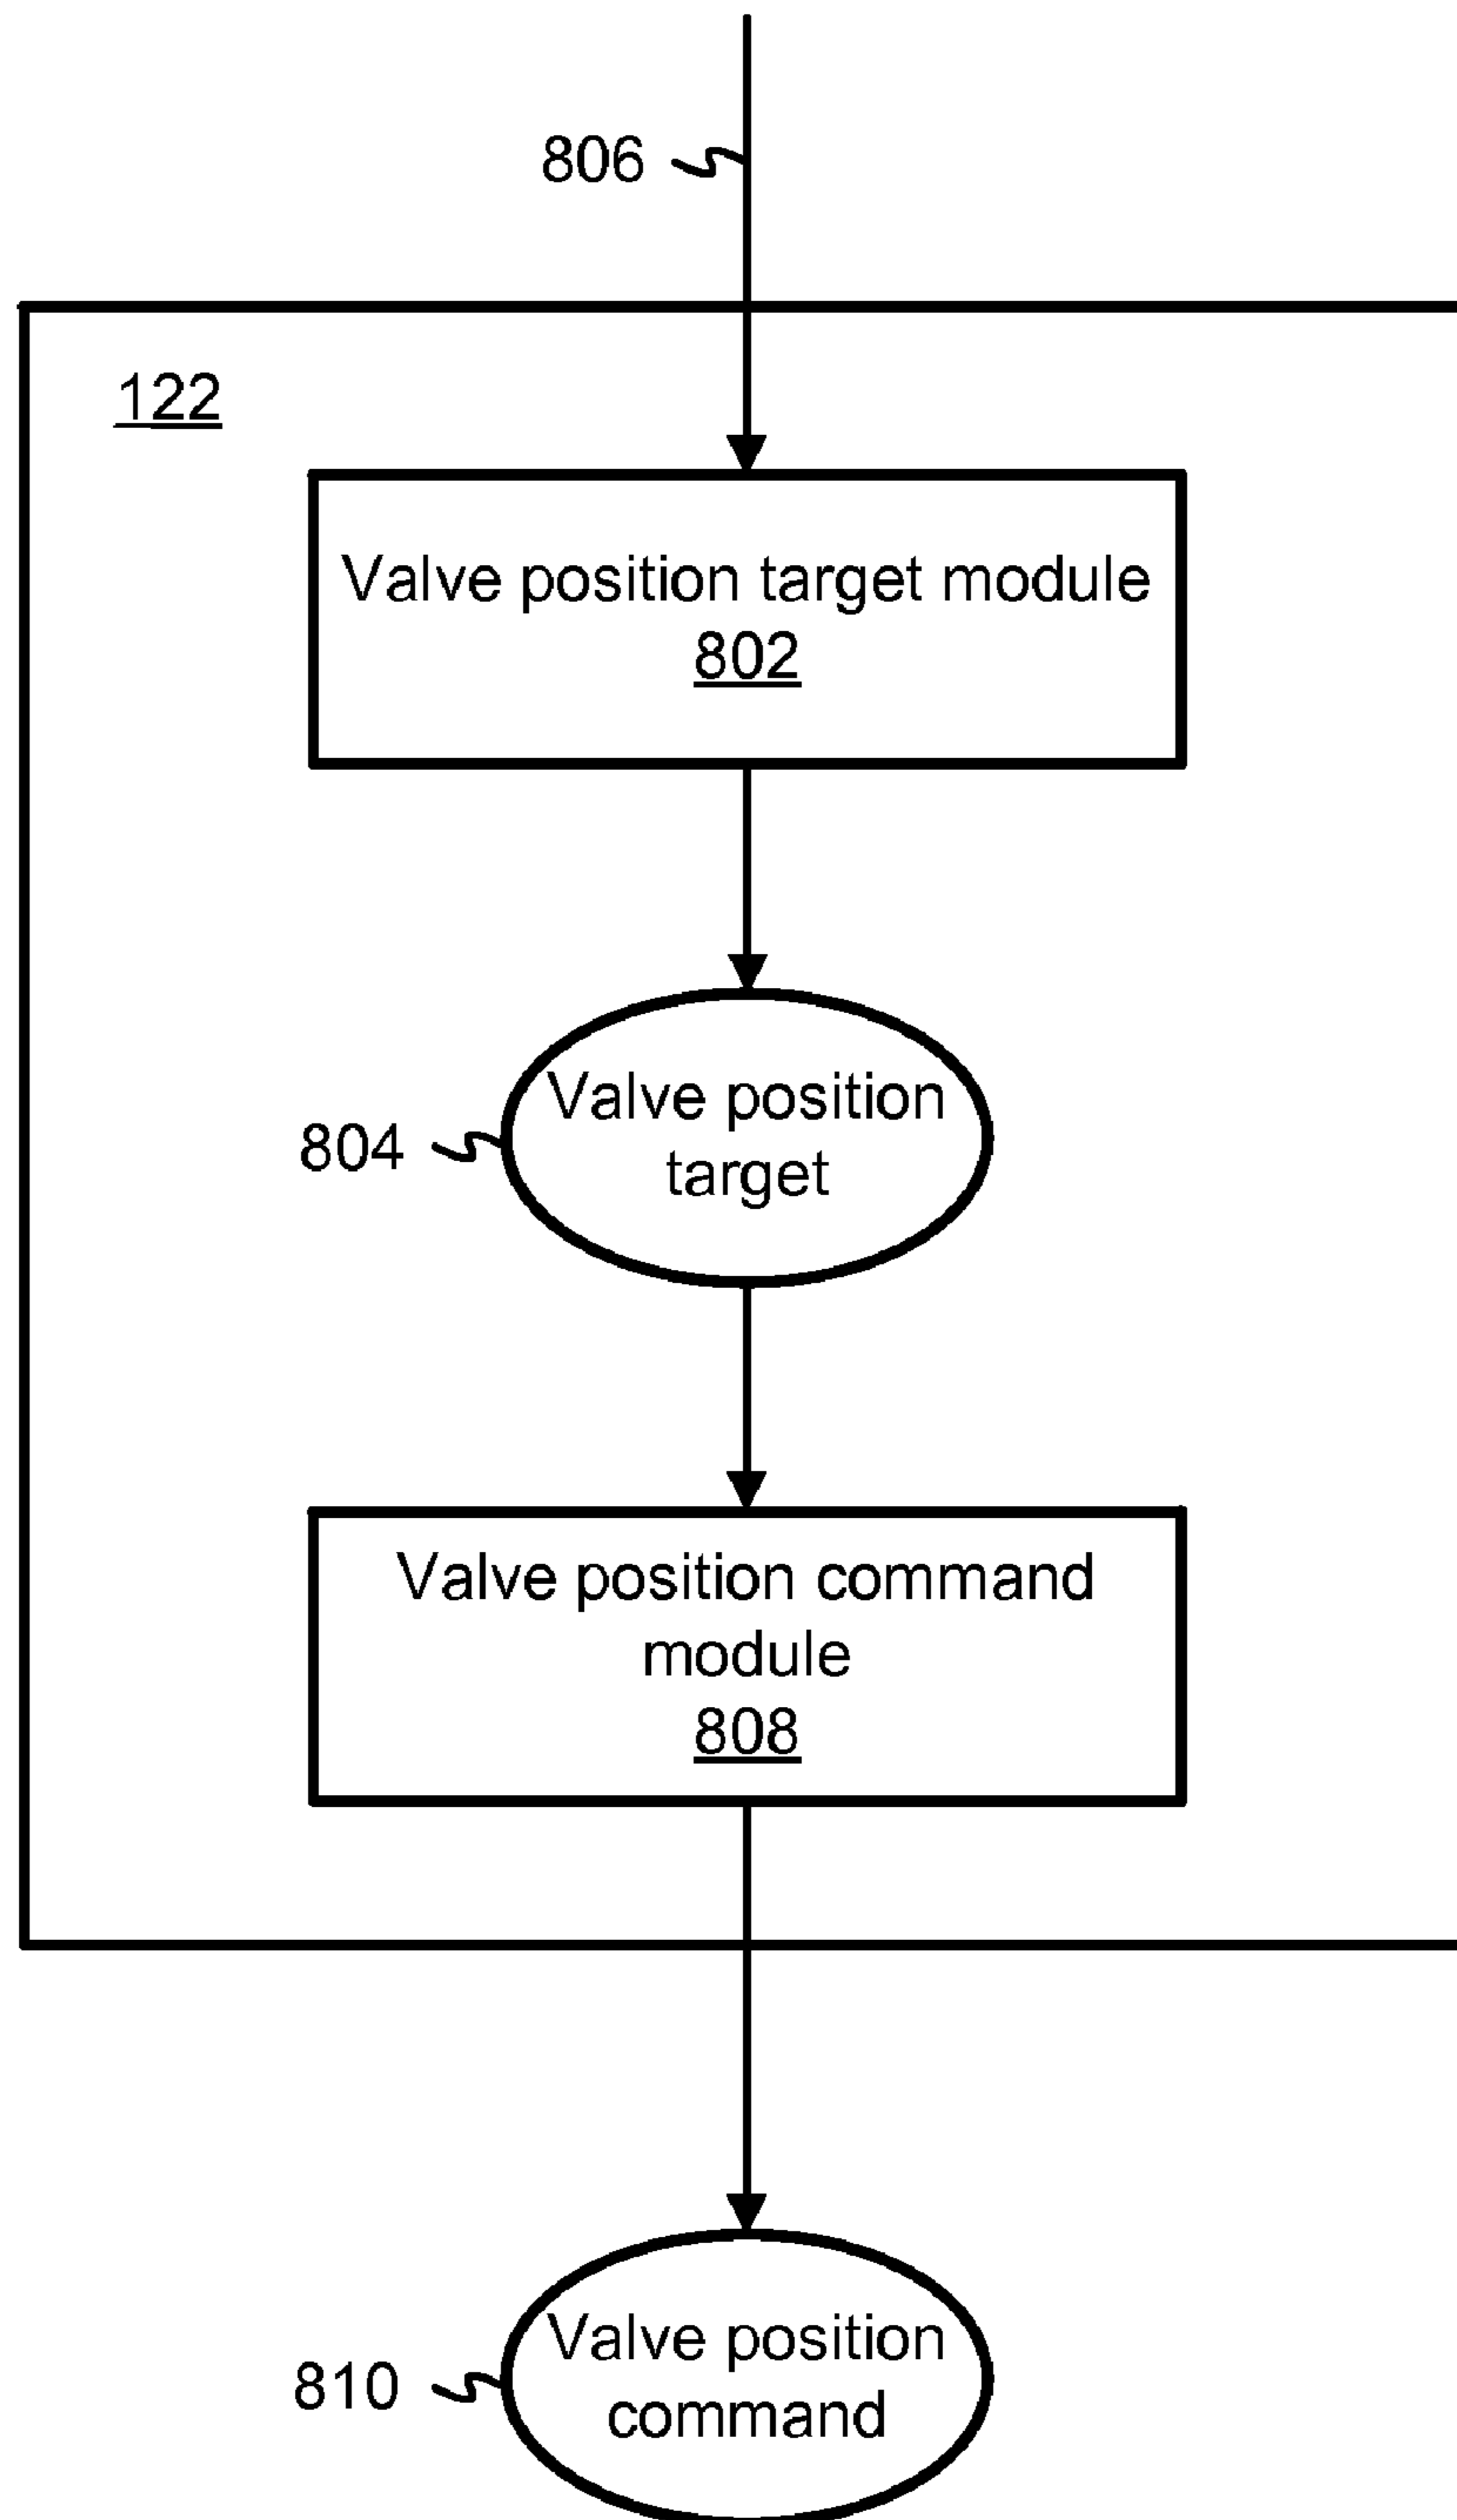 806
122
Valve position target module
802
Valve position
target
804
Valve position command
module
808
Valve position
command
810